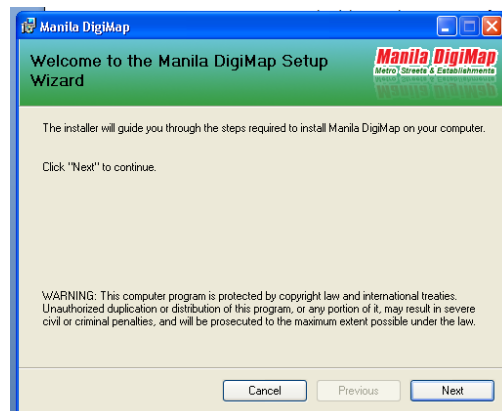 Manila DigiMap
Welcome to the Manila DigiMap Setup
Wizard
Manila DigiMap
Metro Streets & Establishments
The installer will guide you through the steps required to install Manila DigiMap on your computer.
Click "Next" to continue.
WARNING: This computer program is protected by copyright law and international treaties.
Unauthorized duplication or distribution of this program, or any portion of it, may result in severe
civil or criminal penalties, and will be prosecuted to the maximum extent possible under the law.
Cancel Previous Next